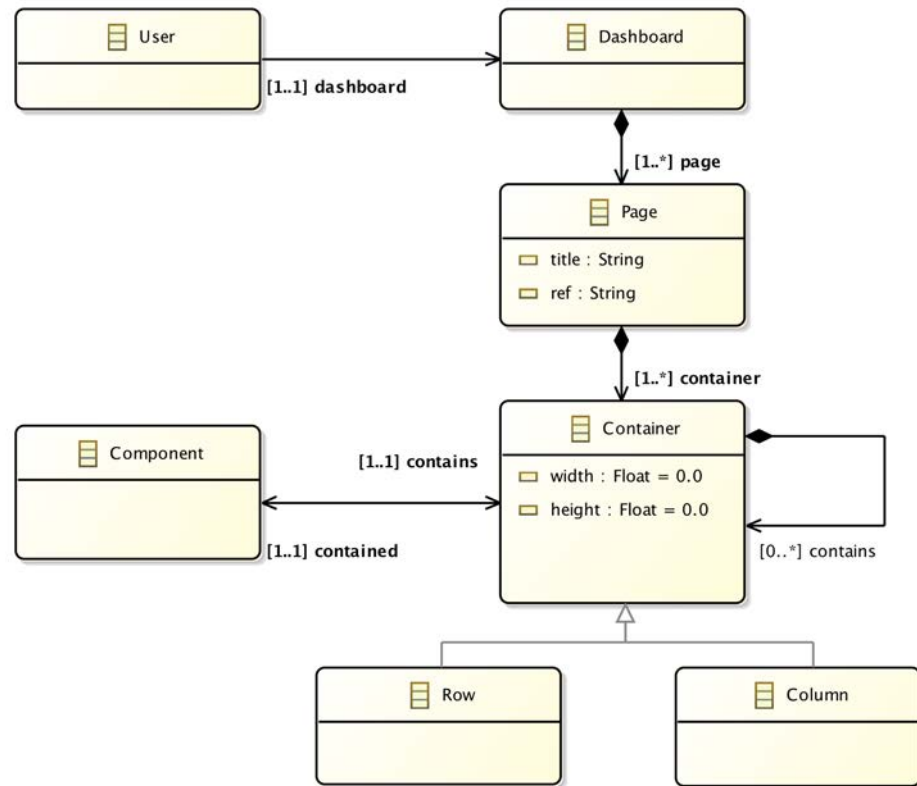 User
Dashboard
[1..1] dashboard
[1..*] page
Page
title : String
ref : String
[1..*] container
Component
Container
[1..1] contains
width : Float = 0.0
height : Float = 0.0
[1..1] contained
[0..*] contains
Row
Column